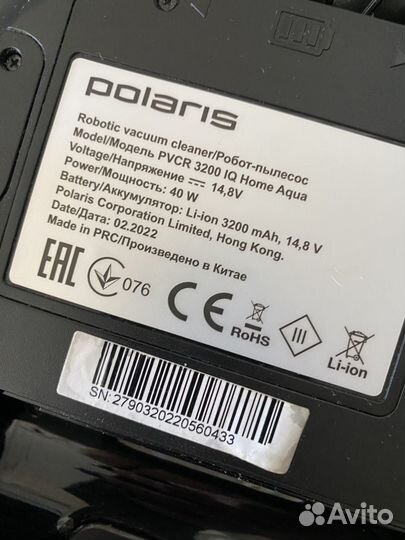 polaris
Robotic vacuum cleaner/Робот-пылесос
Model/Модель PVCR 3200 IQ Home Aqua
Voltage/Напряжение ⎓ 14,8V
Power/Мощность: 40 W
Battery/Аккумулятор: Li-ion 3200 mAh, 14,8 V
Polaris Corporation Limited, Hong Kong.
Date/Дата: 02.2022
Made in PRC/Произведено в Китае
EAC 076 CE RoHS III Li-ion
SN: 2790320220560433
Avito